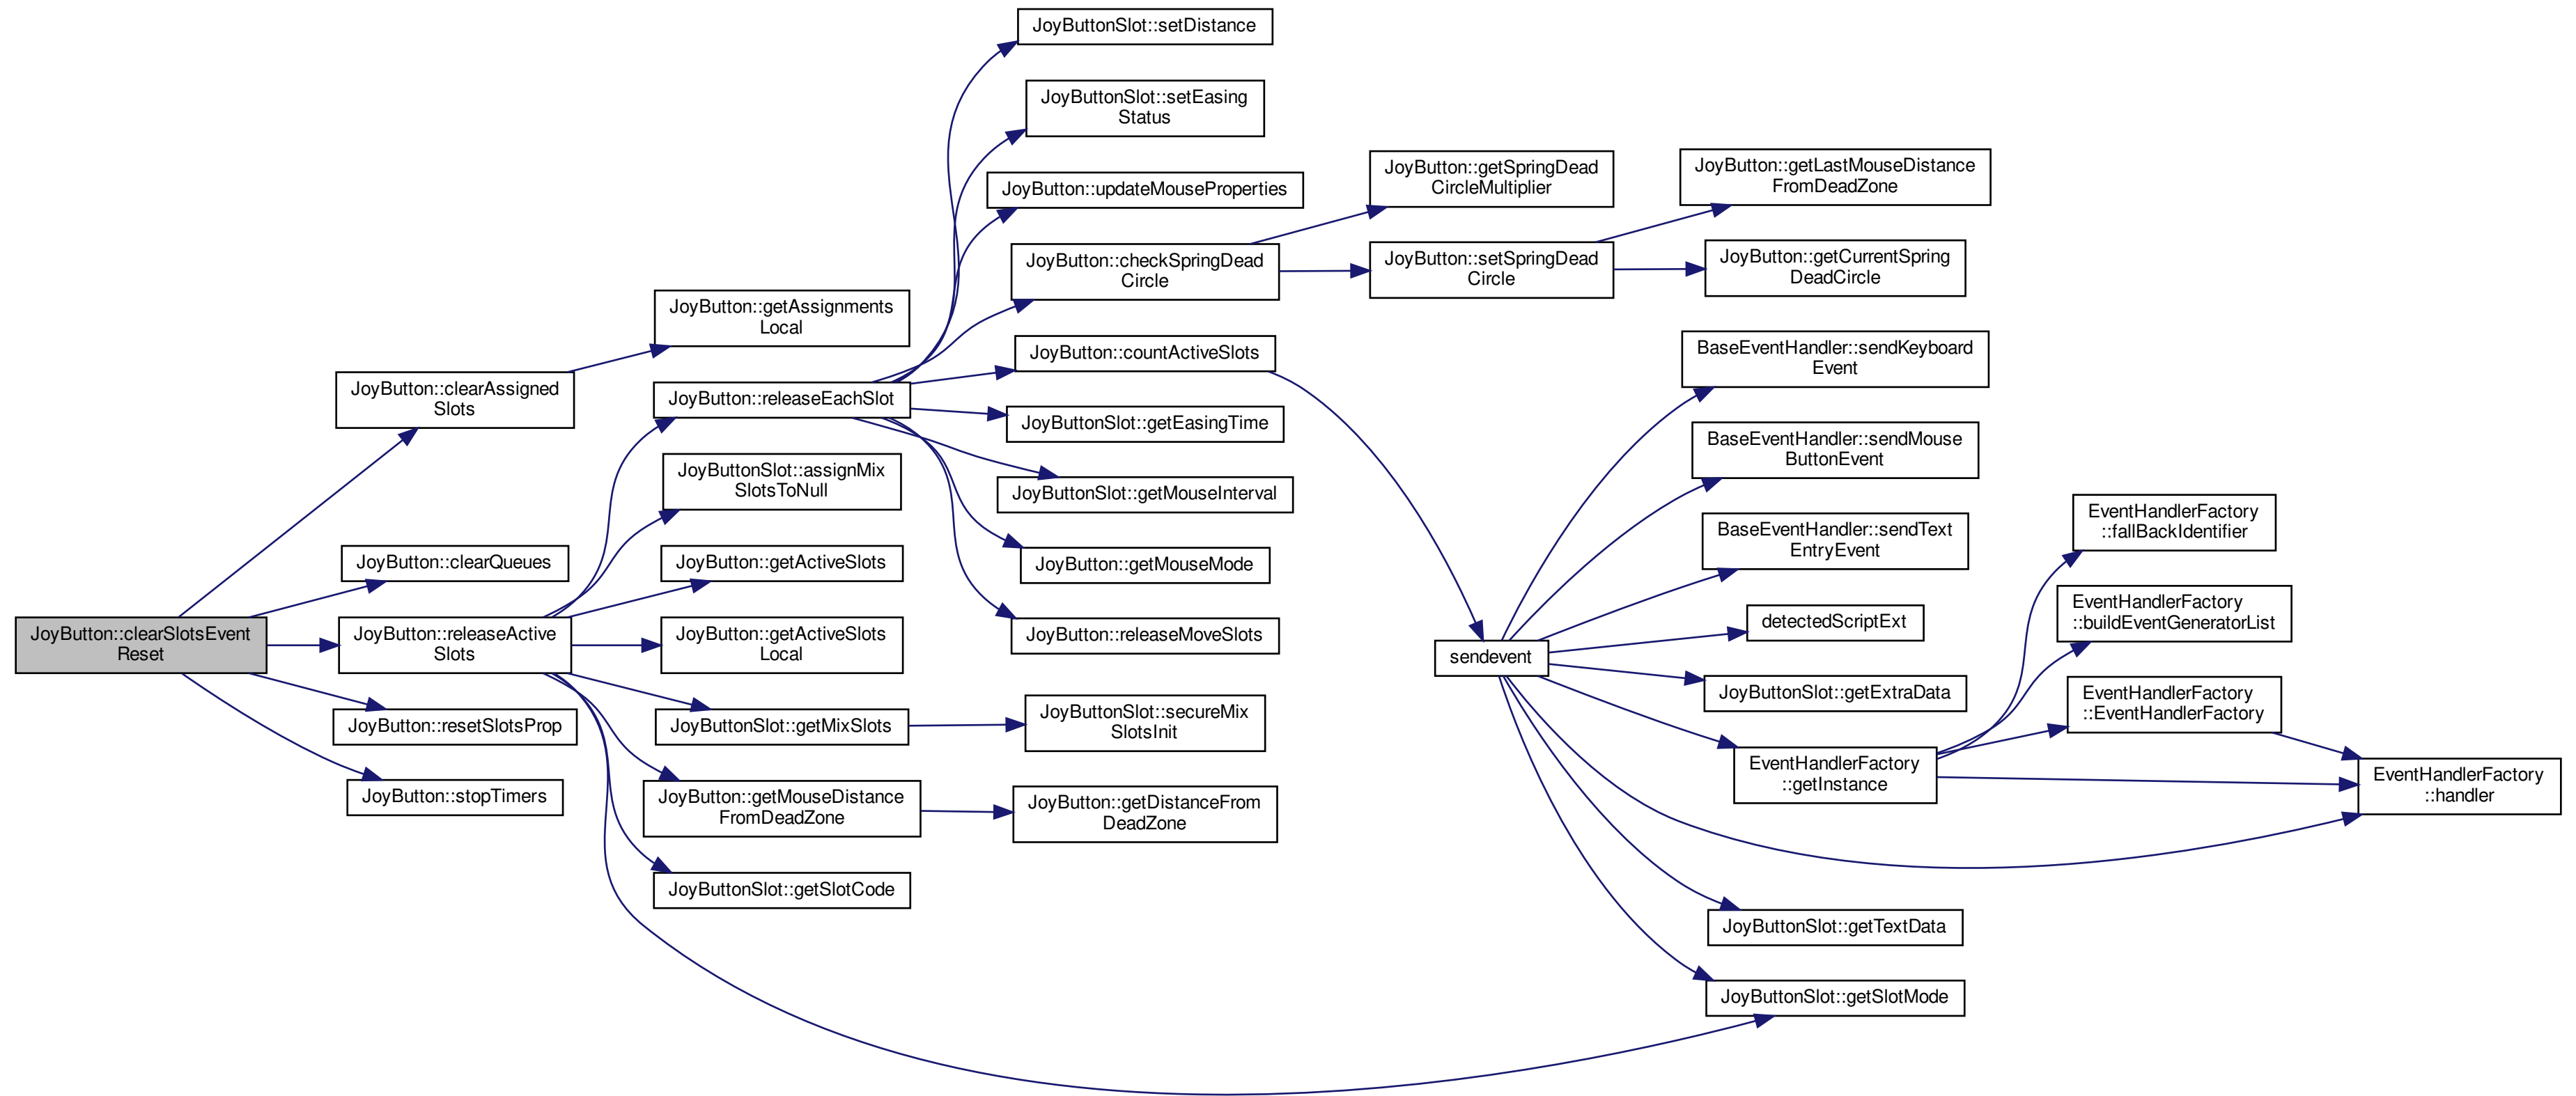 JoyButton::clearSlotsEvent
Reset
JoyButton::clearAssigned
Slots
JoyButton::clearQueues
JoyButton::releaseActive
Slots
JoyButton::resetSlotsProp
JoyButton::stopTimers
JoyButton::getAssignments
Local
JoyButton::releaseEachSlot
JoyButtonSlot::assignMix
SlotsToNull
JoyButton::getActiveSlots
JoyButton::getActiveSlots
Local
JoyButtonSlot::getMixSlots
JoyButton::getMouseDistance
FromDeadZone
JoyButtonSlot::getSlotCode
JoyButtonSlot::setDistance
JoyButtonSlot::setEasing
Status
JoyButton::updateMouseProperties
JoyButton::checkSpringDead
Circle
JoyButton::countActiveSlots
JoyButtonSlot::getEasingTime
JoyButtonSlot::getMouseInterval
JoyButton::getMouseMode
JoyButton::releaseMoveSlots
JoyButtonSlot::secureMix
SlotsInit
JoyButton::getDistanceFrom
DeadZone
JoyButton::getSpringDead
CircleMultiplier
JoyButton::setSpringDead
Circle
sendevent
JoyButton::getLastMouseDistance
FromDeadZone
JoyButton::getCurrentSpring
DeadCircle
BaseEventHandler::sendKeyboard
Event
BaseEventHandler::sendMouse
ButtonEvent
BaseEventHandler::sendText
EntryEvent
detectedScriptExt
JoyButtonSlot::getExtraData
EventHandlerFactory
::getInstance
JoyButtonSlot::getTextData
JoyButtonSlot::getSlotMode
EventHandlerFactory
::fallBackIdentifier
EventHandlerFactory
::buildEventGeneratorList
EventHandlerFactory
::EventHandlerFactory
EventHandlerFactory
::handler